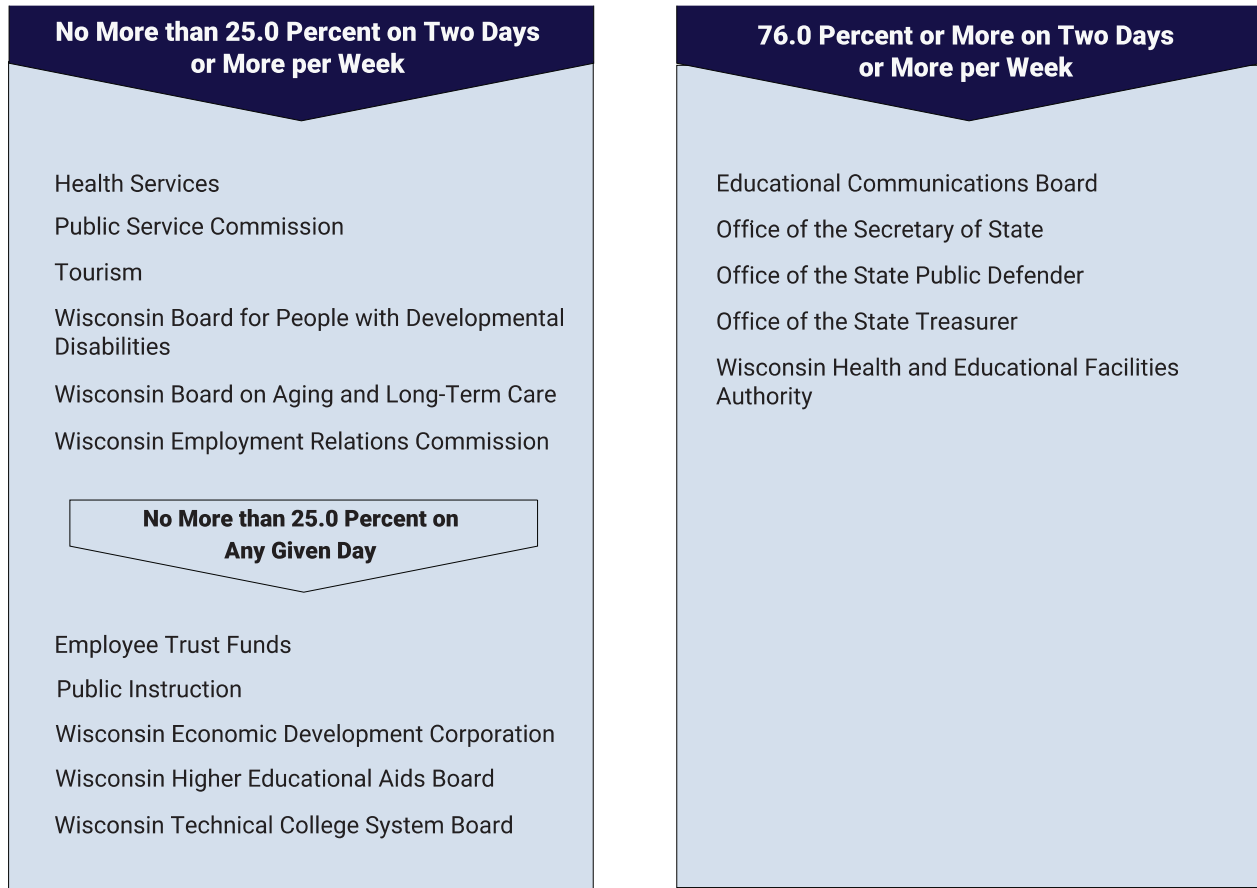 No More than 25.0 Percent on Two Days
or More per Week
Health Services
Public Service Commission
Tourism
Wisconsin Board for People with Developmental
Disabilities
Wisconsin Board on Aging and Long-Term Care
Wisconsin Employment Relations Commission
No More than 25.0 Percent on
Any Given Day
Employee Trust Funds
Public Instruction
Wisconsin Economic Development Corporation
Wisconsin Higher Educational Aids Board
Wisconsin Technical College System Board
76.0 Percent or More on Two Days
or More per Week
Educational Communications Board
Office of the Secretary of State
Office of the State Public Defender
Office of the State Treasurer
Wisconsin Health and Educational Facilities
Authority